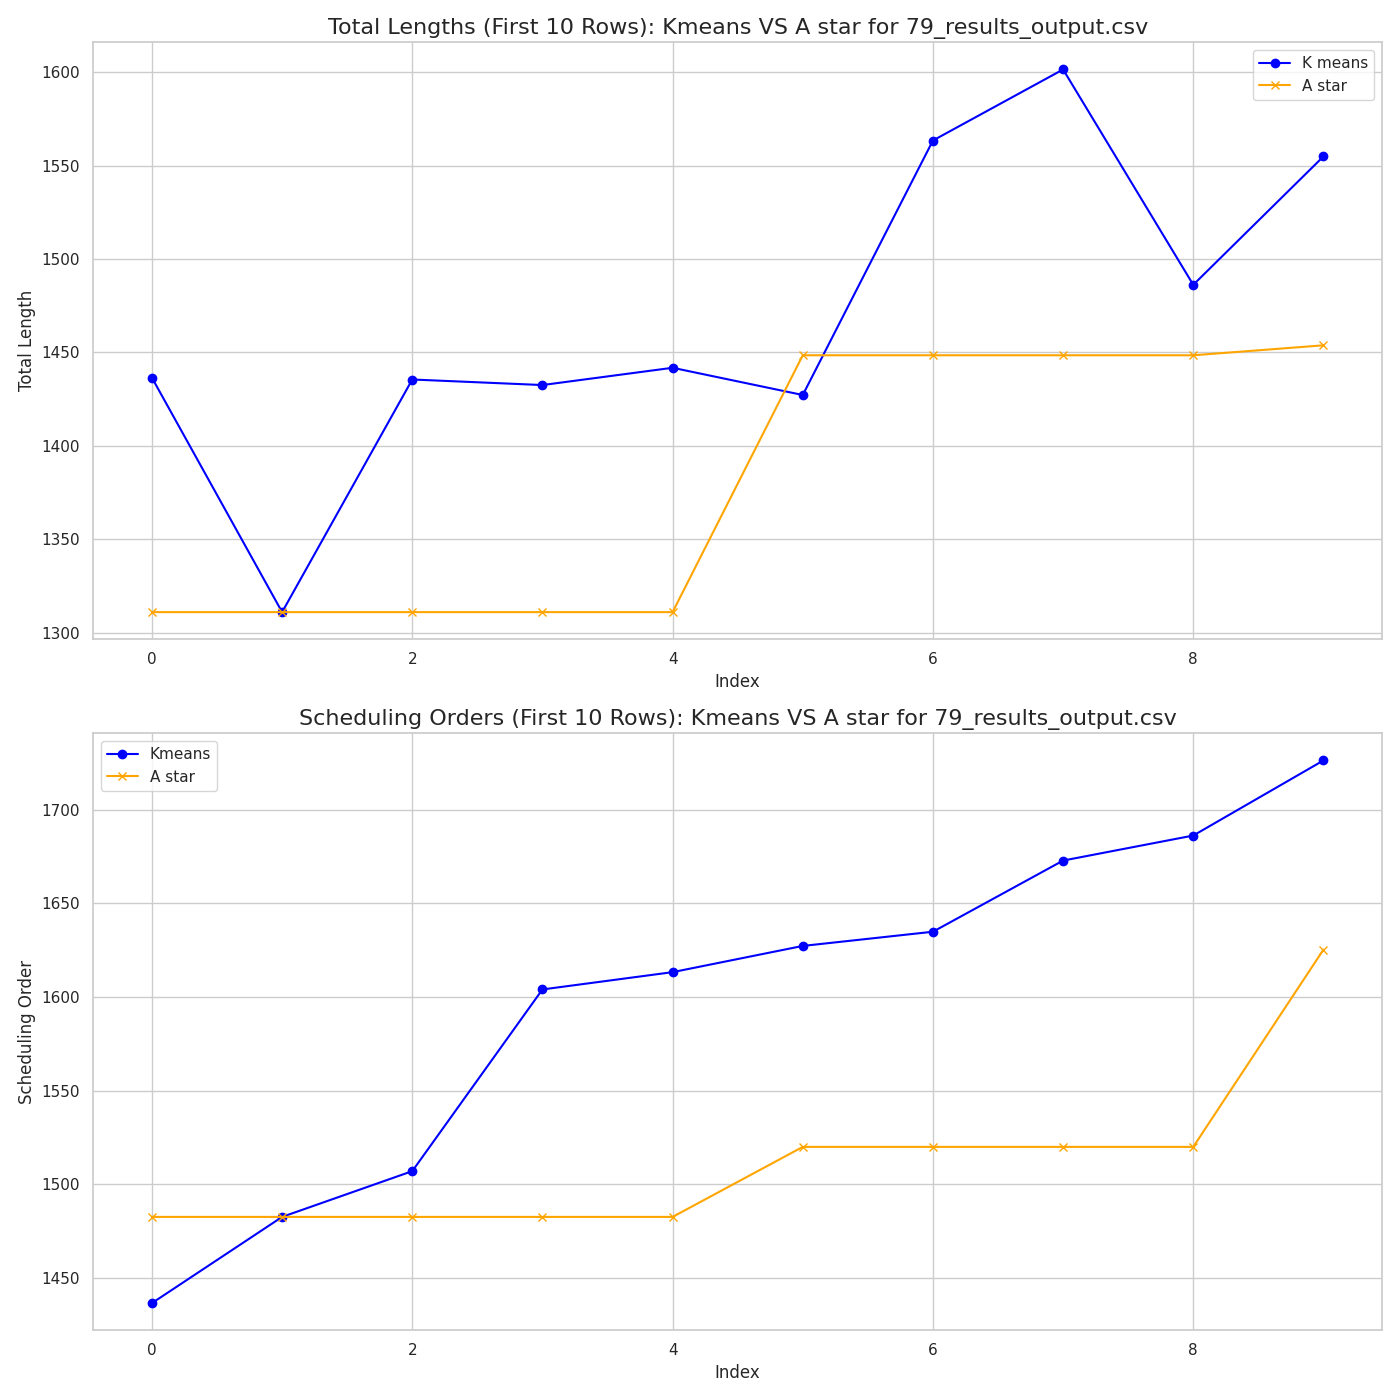 Total Lengths (First 10 Rows): Kmeans VS A star for 79_results_output.csv
K means
A star
Total Length
1600
1550
1500
1450
1400
1350
1300
0 2 4 6 8
Index
Scheduling Orders (First 10 Rows): Kmeans VS A star for 79_results_output.csv
Kmeans
A star
Scheduling Order
1700
1650
1600
1550
1500
1450
0 2 4 6 8
Index